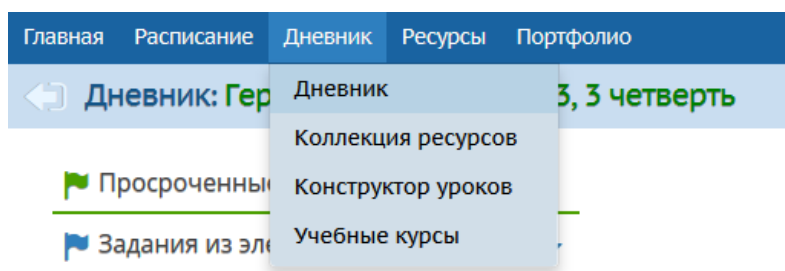 Главная Расписание Дневник Ресурсы Портфолио
Дневник: Гер 3, 3 четверть
Дневник
Коллекция ресурсов
Просроченны
Конструктор уроков
Задания из эле
Учебные курсы